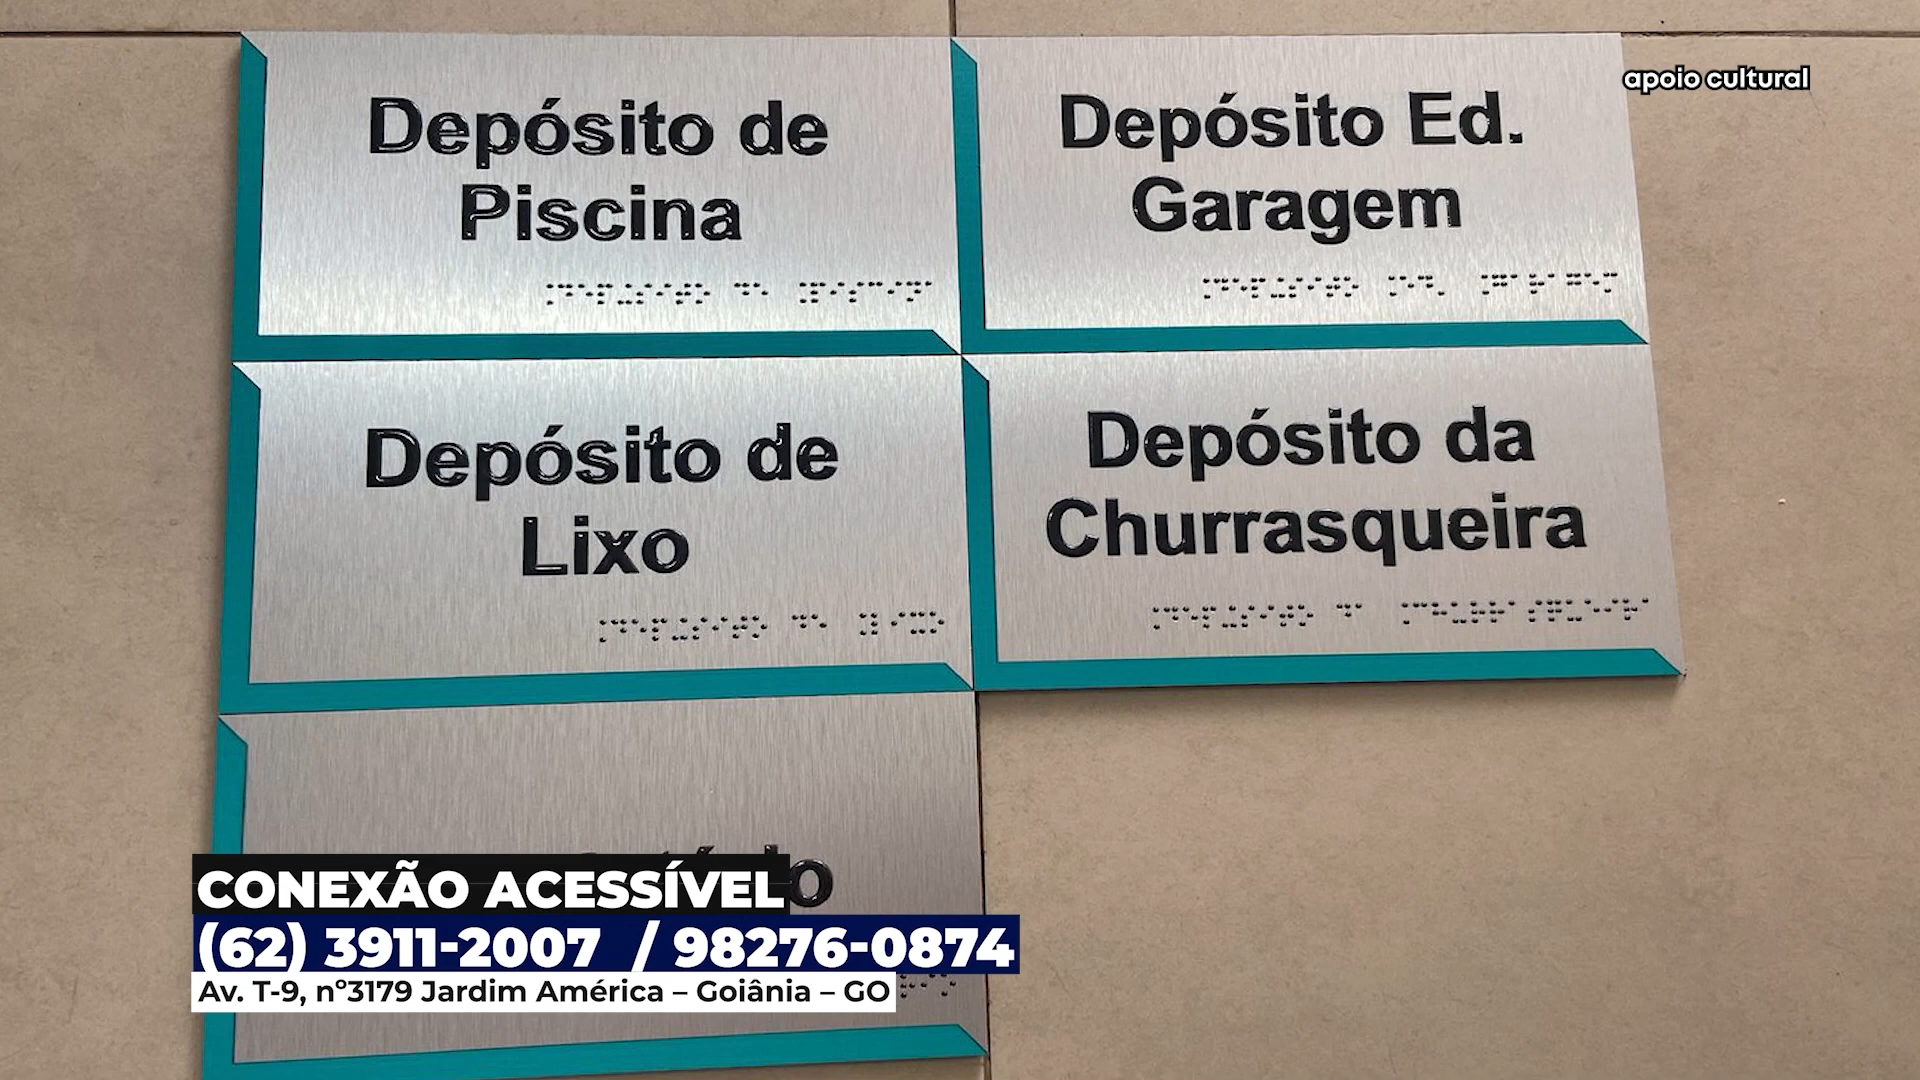 apoio cultural
Depósito de
Piscina
Depósito Ed.
Garagem
Depósito de
Lixo
Depósito da
Churrasqueira
CONEXÃO ACESSÍVEL
(62) 3911-2007 / 98276-0874
Av. T-9, nº3179 Jardim América – Goiânia – GO